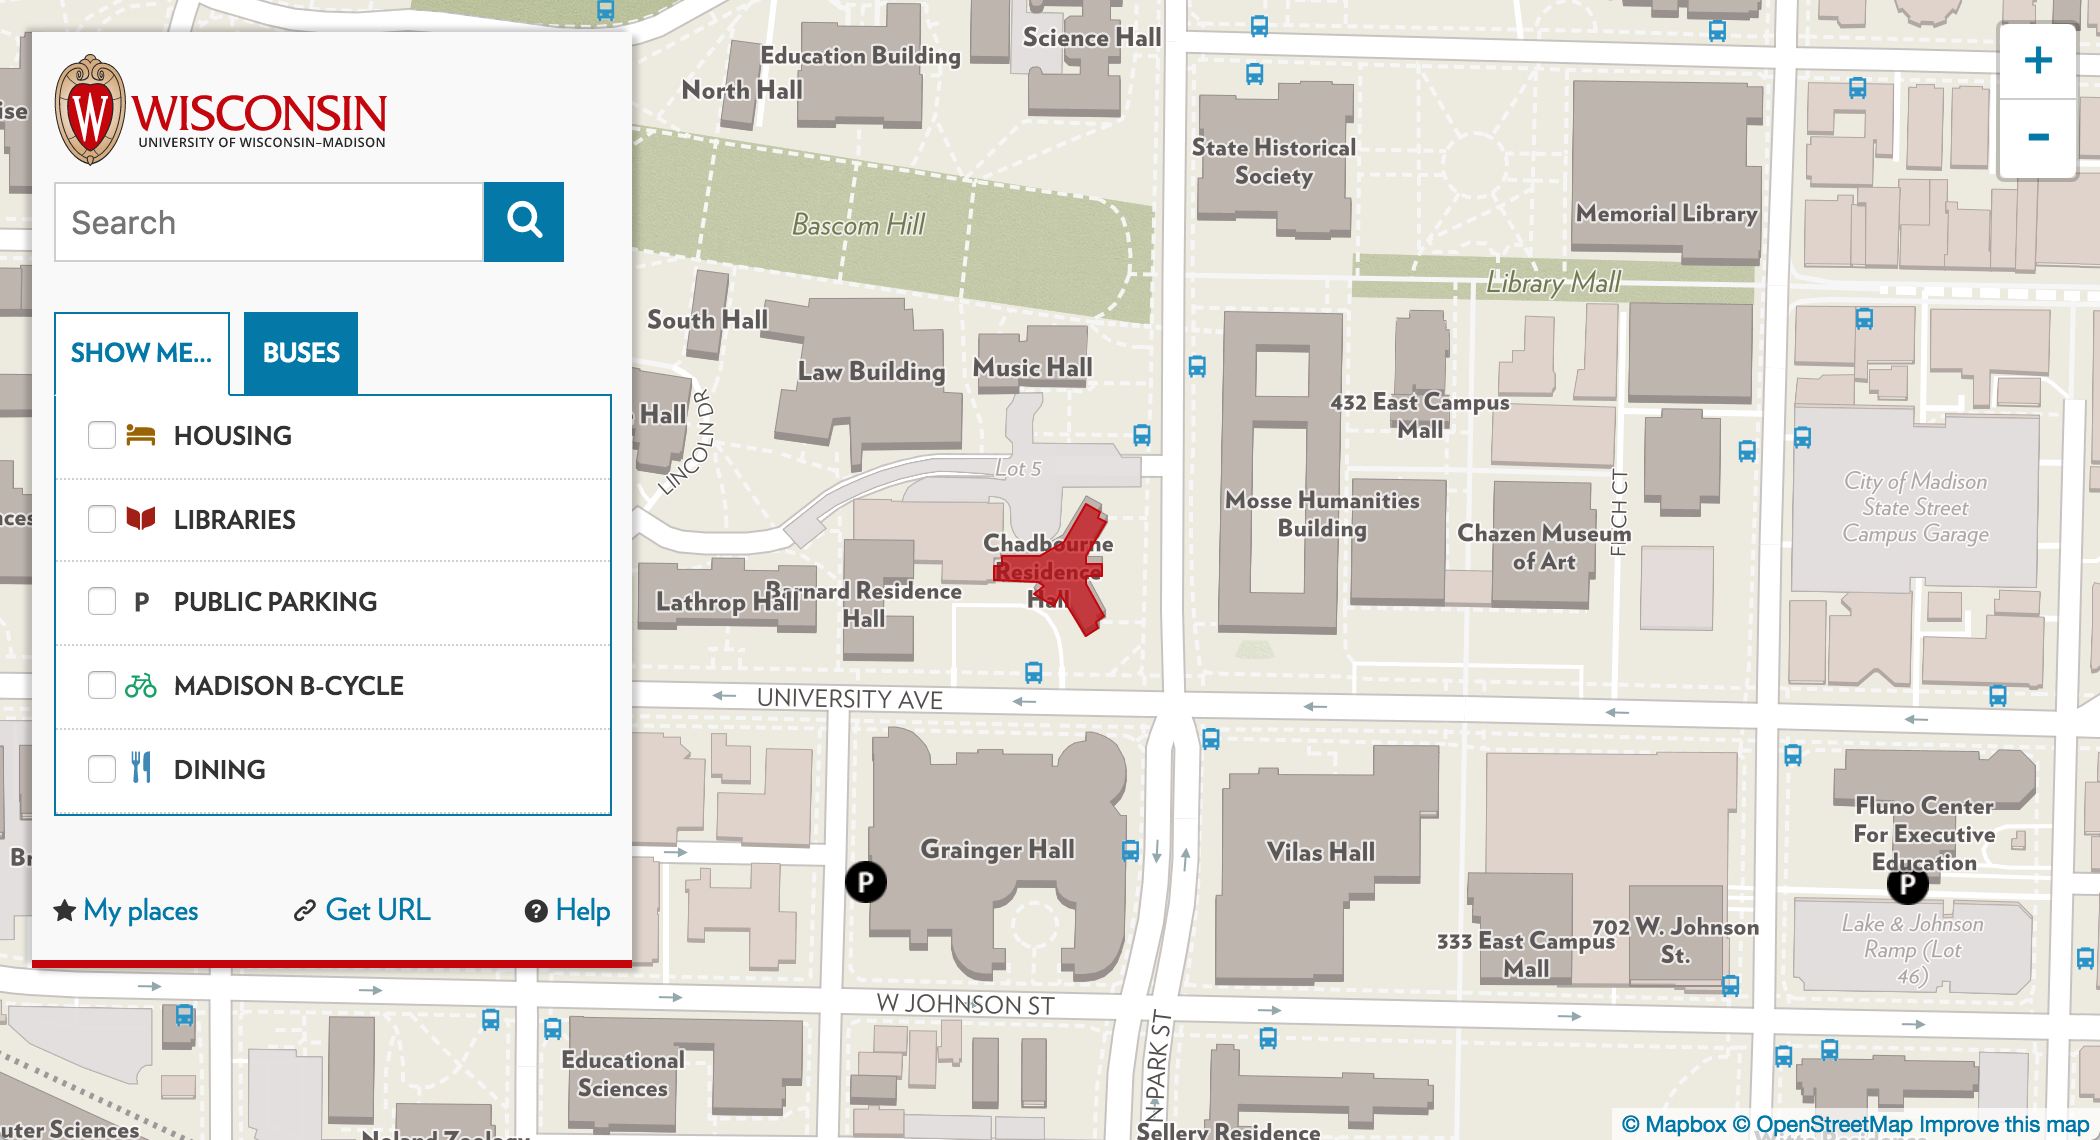 W
WISCONSIN
UNIVERSITY OF WISCONSIN–MADISON
Search
SHOW ME...
BUSES
HOUSING
LIBRARIES
P PUBLIC PARKING
MADISON B-CYCLE
DINING
My places
Get URL
? Help
Education Building
North Hall
Science Hall
State Historical
Society
Memorial Library
Bascom Hill
Library Mall
South Hall
Law Building
Music Hall
Hall
LINCOLN DR
Lot 5
432 East Campus
Mall
Mosse Humanities
Building
Chazen Museum
of Art
City of Madison
State Street
Campus Garage
Chadbourne
Residence
Hall
Lathrop Hall
Barnard Residence
Hall
UNIVERSITY AVE
Grainger Hall
P
Vilas Hall
Fluno Center
For Executive
Education
P
333 East Campus
Mall
702 W. Johnson
St.
Lake & Johnson
Ramp (Lot
46)
W JOHNSON ST
N PARK ST
Educational
Sciences
uter Sciences
Noland Zoology
Sellery Residence
+
-
© Mapbox © OpenStreetMap Improve this map